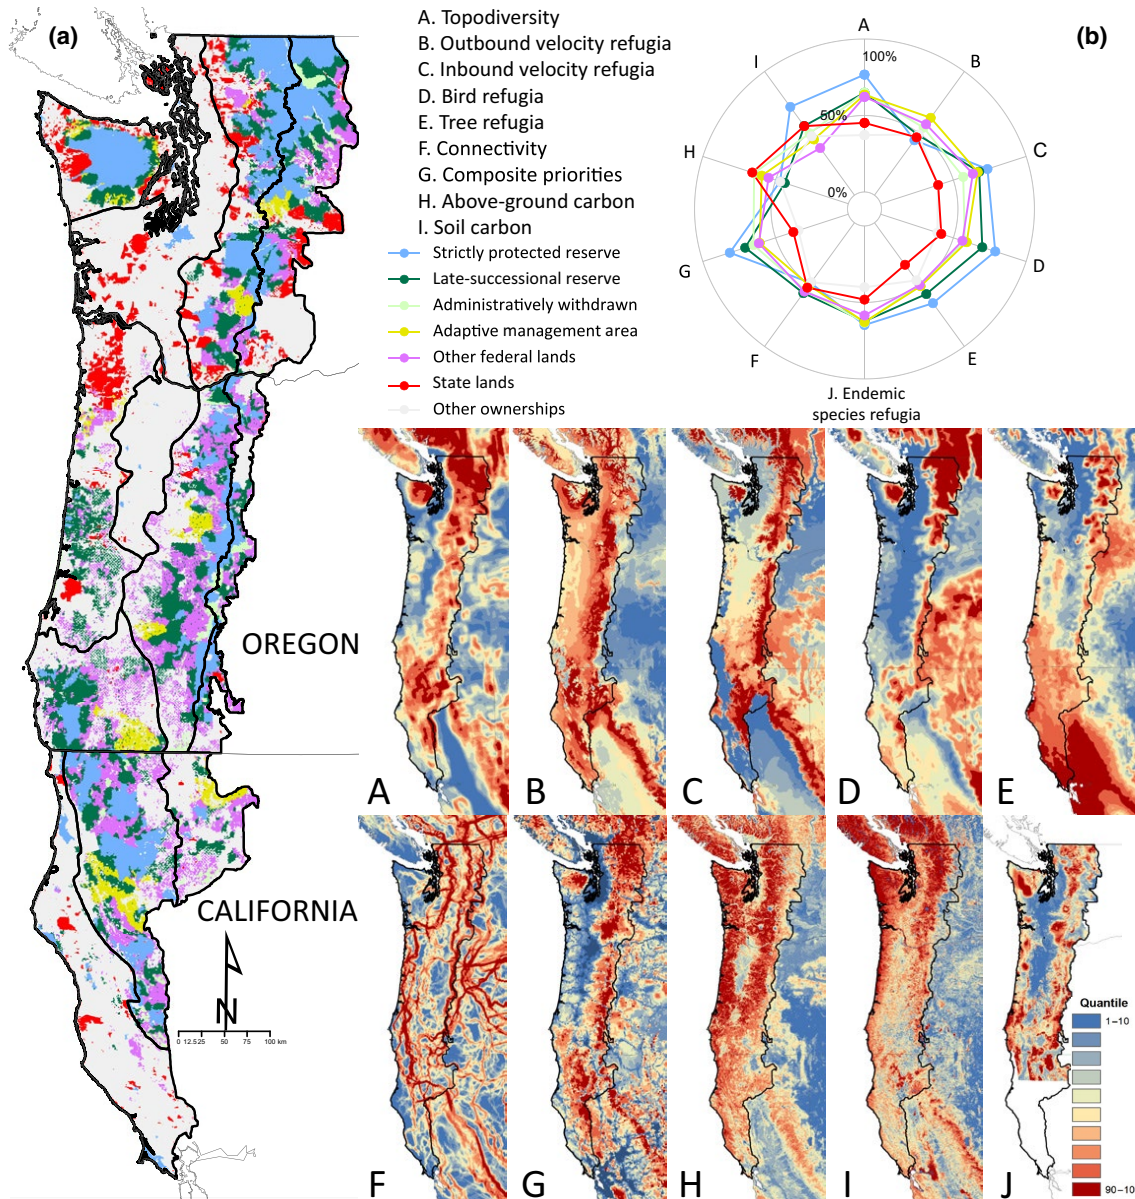 (a)
A. Topodiversity
B. Outbound velocity refugia
C. Inbound velocity refugia
D. Bird refugia
E. Tree refugia
F. Connectivity
G. Composite priorities
H. Above-ground carbon
I. Soil carbon
Strictly protected reserve
Late-successional reserve
Administratively withdrawn
Adaptive management area
Other federal lands
State lands
Other ownerships
(b)
A
B
C
D
E
J. Endemic
species refugia
F
G
H
I
100%
50%
0%
OREGON
CALIFORNIA
N
0 12.5 25 50 75 100 km
A
B
C
D
E
F
G
H
I
J
Quantile
1–10
90–10